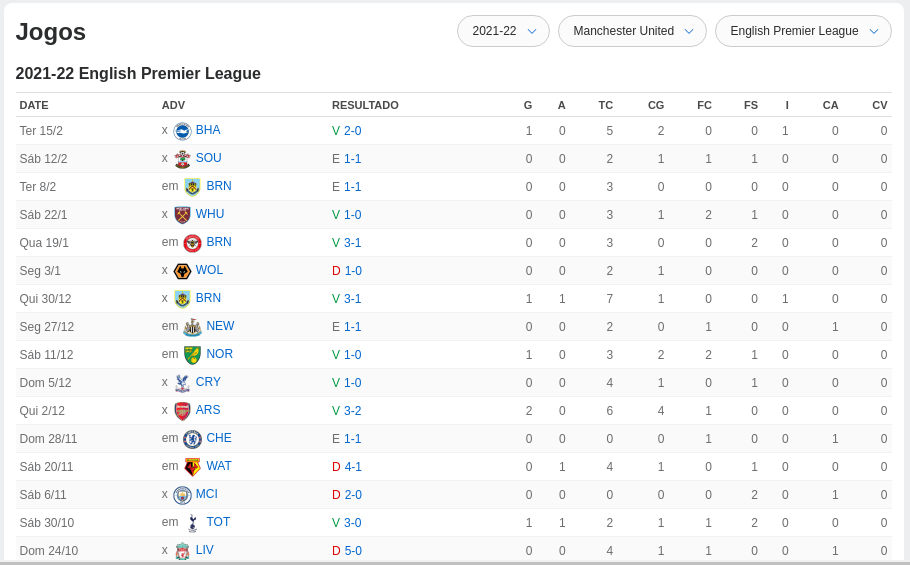 Jogos
2021-22 Manchester United English Premier League
2021-22 English Premier League
DATE ADV RESULTADO G A TC CG FC FS I CA CV
Ter 15/2 x BHA V 2-0 1 0 5 2 0 0 1 0 0
Sáb 12/2 x SOU E 1-1 0 0 2 1 1 1 0 0 0
Ter 8/2 em BRN E 1-1 0 0 3 0 0 0 0 0 0
Sáb 22/1 x WHU V 1-0 0 0 3 1 2 1 0 0 0
Qua 19/1 em BRN V 3-1 0 0 3 0 0 2 0 0 0
Seg 3/1 x WOL D 1-0 0 0 2 1 0 0 0 0 0
Qui 30/12 x BRN V 3-1 1 1 7 1 0 0 1 0 0
Seg 27/12 em NEW E 1-1 0 0 2 0 1 0 0 1 0
Sáb 11/12 em NOR V 1-0 1 0 3 2 2 1 0 0 0
Dom 5/12 x CRY V 1-0 0 0 4 1 0 1 0 0 0
Qui 2/12 x ARS V 3-2 2 0 6 4 1 0 0 0 0
Dom 28/11 em CHE E 1-1 0 0 0 0 1 0 0 1 0
Sáb 20/11 em WAT D 4-1 0 1 4 1 0 1 0 0 0
Sáb 6/11 x MCI D 2-0 0 0 0 0 0 2 0 1 0
Sáb 30/10 em TOT V 3-0 1 1 2 1 1 2 0 0 0
Dom 24/10 x LIV D 5-0 0 0 4 1 1 0 0 1 0